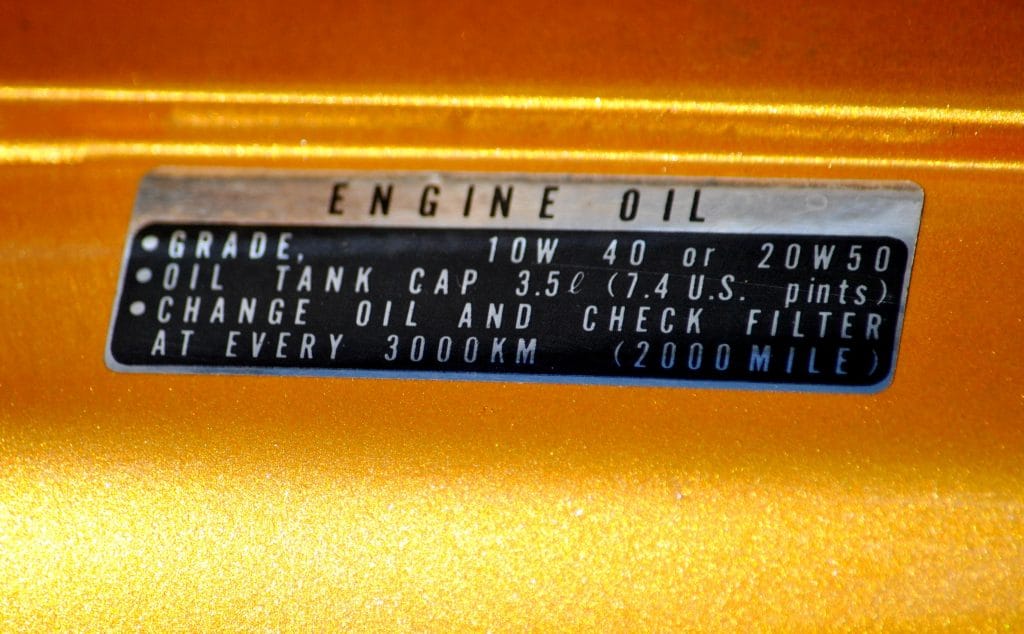 ENGINE OIL
• GRADE, 10W 40 or 20W50
• OIL TANK CAP 3.5ℓ (7.4 U.S. pints)
• CHANGE OIL AND CHECK FILTER
AT EVERY 3000KM (2000MILE)